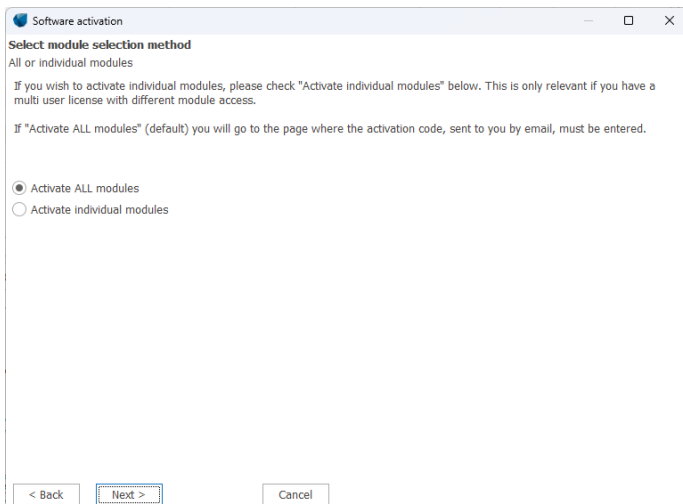 Software activation
Select module selection method
All or individual modules
If you wish to activate individual modules, please check "Activate individual modules" below. This is only relevant if you have a
multi user license with different module access.
If "Activate ALL modules" (default) you will go to the page where the activation code, sent to you by email, must be entered.
Activate ALL modules
Activate individual modules
< Back Next > Cancel